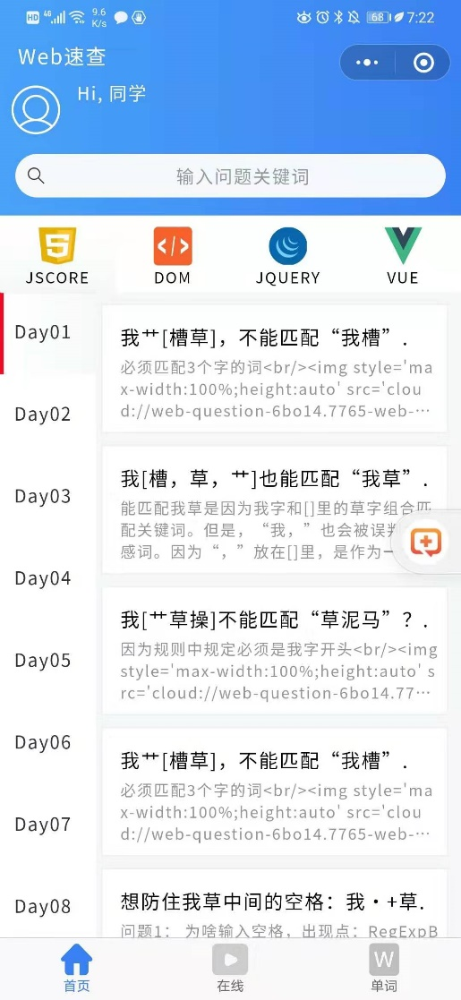 HD 4G 9.6 K/s 68 7:22
Web速查
Hi, 同学
输入问题关键词
JSCORE DOM JQUERY VUE
Day01
我艹[槽草]，不能匹配“我槽”.
必须匹配3个字的词<br/><img style='ma
x-width:100%;height:auto' src='clou
d://web-question-6bo14.7765-web-···
Day02
Day03
我[槽，草，艹]也能匹配“我草”.
能匹配我草是因为我字和[]里的草字组合匹
配关键词。但是，“我，”也会被误判
感词。因为“，”放在[]里，是作为一
Day04
我[艹草操]不能匹配“草泥马”？.
因为规则中规定必须是我字开头<br/><img
style='max-width:100%;height:auto' s
rc='cloud://web-question-6bo14.77···
Day05
Day06
我艹[槽草]，不能匹配“我槽”.
必须匹配3个字的词<br/><img style='ma
x-width:100%;height:auto' src='clou
d://web-question-6bo14.7765-web-···
Day07
Day08
想防住我草中间的空格：我·+草.
问题1： 为啥输入空格，出现点：RegExpB
首页 在线 单词
W